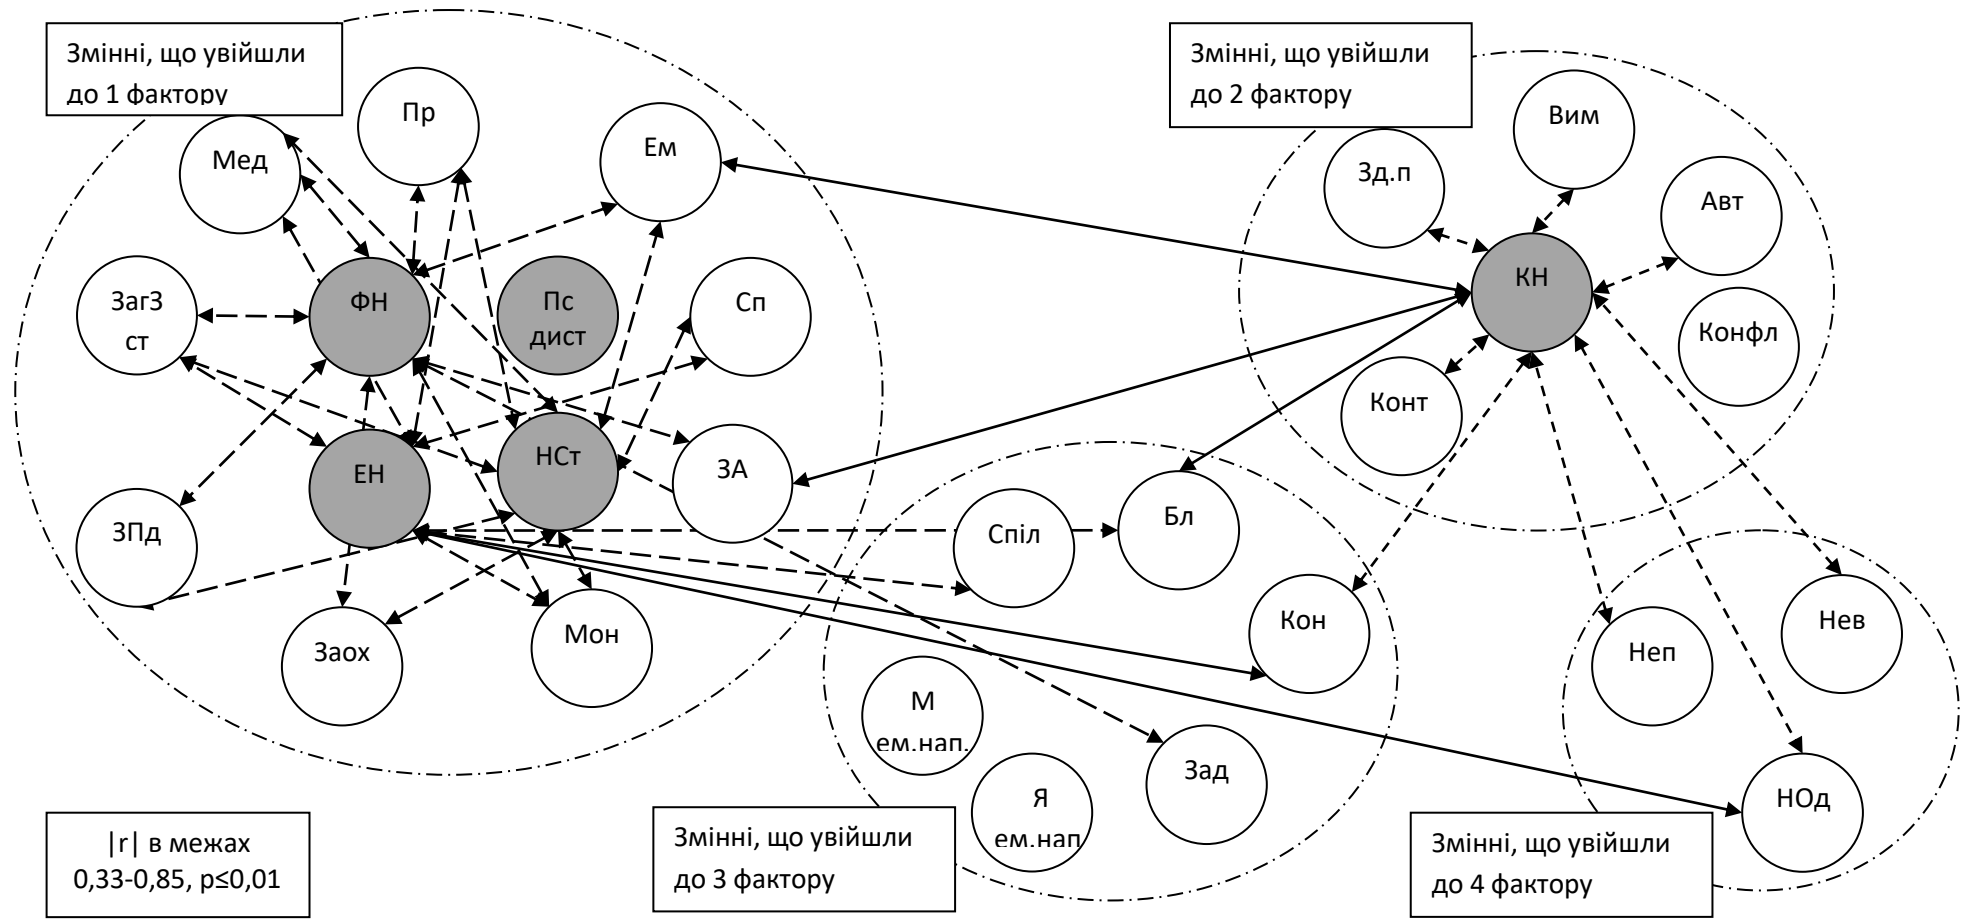 Змінні, що увійшли
до 1 фактору
Змінні, що увійшли
до 2 фактору
Пр
Ем
Мед
Вим
Зд.п
Авт
ЗагЗ
ст
ФН
Пс
дист
Сп
КН
Конфл
Конт
ЕН
НСт
ЗА
ЗПд
Спіл
Бл
Заох
Мон
Кон
Неп
Нев
М
ем.нап.
Я
ем.нап
Зад
НОд
|r| в межах
0,33-0,85, p≤0,01
Змінні, що увійшли
до 3 фактору
Змінні, що увійшли
до 4 фактору